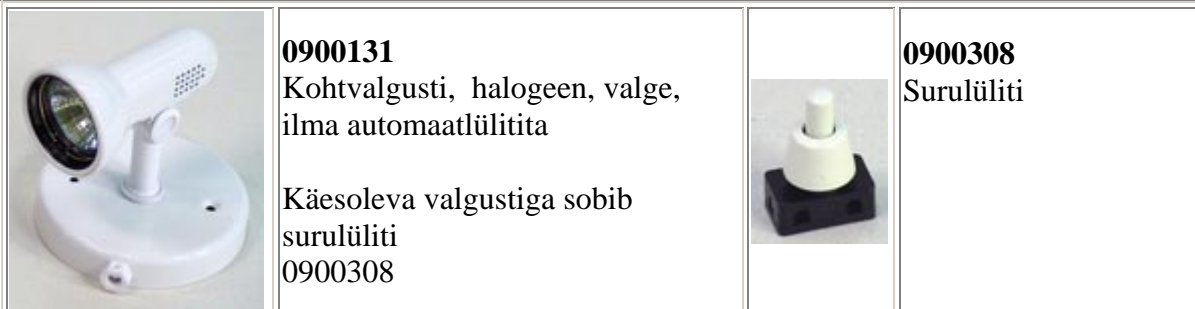 0900131
Kohtvalgusti, halogeen, valge,
ilma automaatlülitita
Käesoleva valgustiga sobib
surulüliti
0900308
0900308
Surulüliti